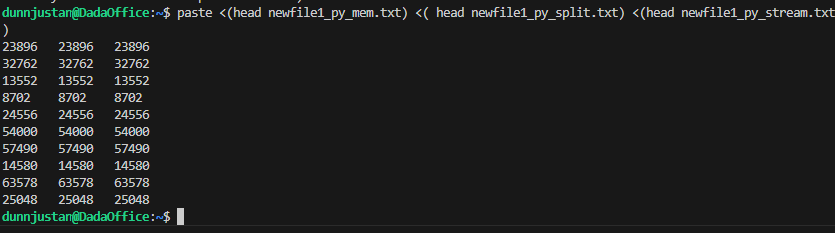 dunnjustan@DadaOffice:~$ paste <(head newfile1_py_mem.txt) <( head newfile1_py_split.txt) <(head newfile1_py_stream.txt
)
23896   23896   23896
32762   32762   32762
13552   13552   13552
8702    8702    8702
24556   24556   24556
54000   54000   54000
57490   57490   57490
14580   14580   14580
63578   63578   63578
25048   25048   25048
dunnjustan@DadaOffice:~$